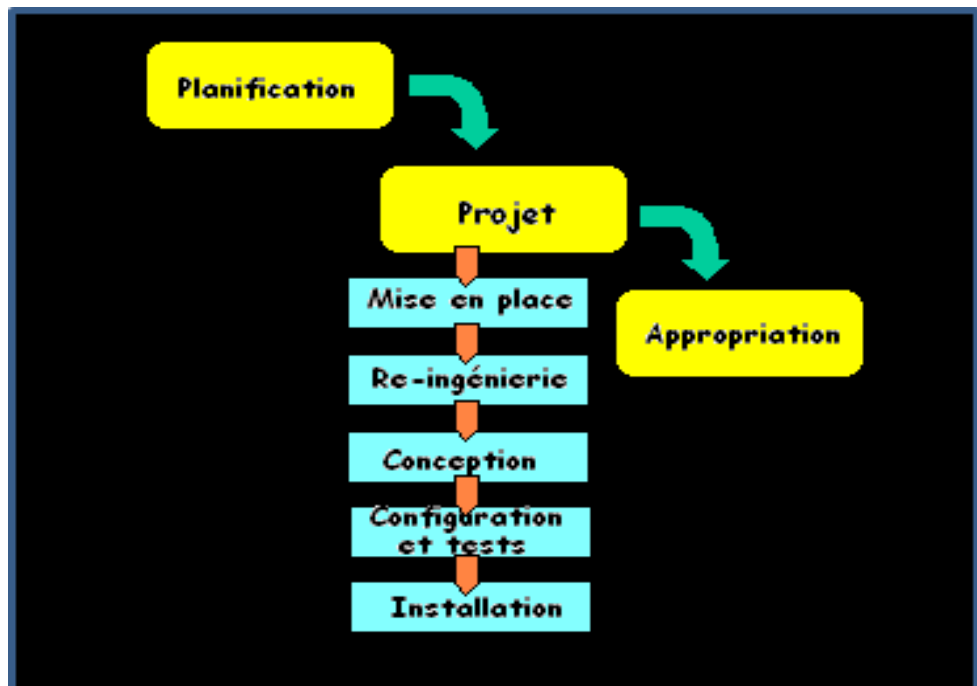 Planification
Projet
Mise en place
Appropriation
Re-ingénierie
Conception
Configuration
et tests
Installation